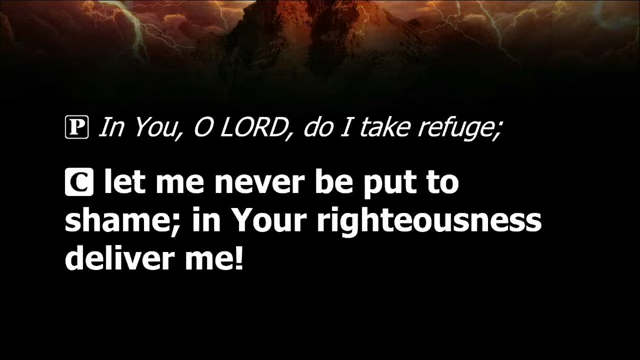 P In You, O LORD, do I take refuge;
C let me never be put to
shame; in Your righteousness
deliver me!